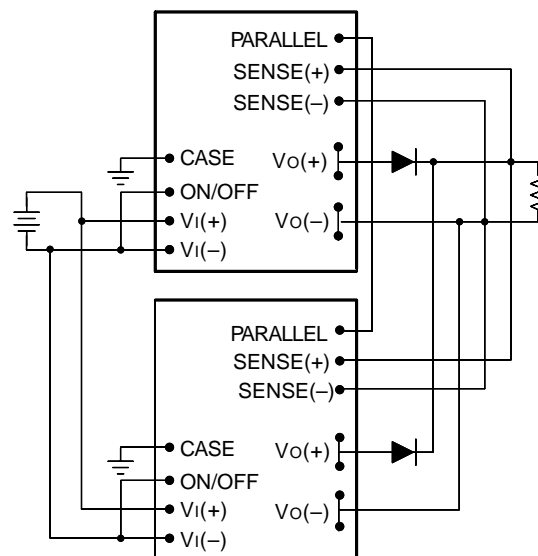 PARALLEL
SENSE(+)
SENSE(–)
CASE
VO(+)
ON/OFF
VI(+)
VO(–)
VI(–)
PARALLEL
SENSE(+)
SENSE(–)
CASE
VO(+)
ON/OFF
VI(+)
VO(–)
VI(–)